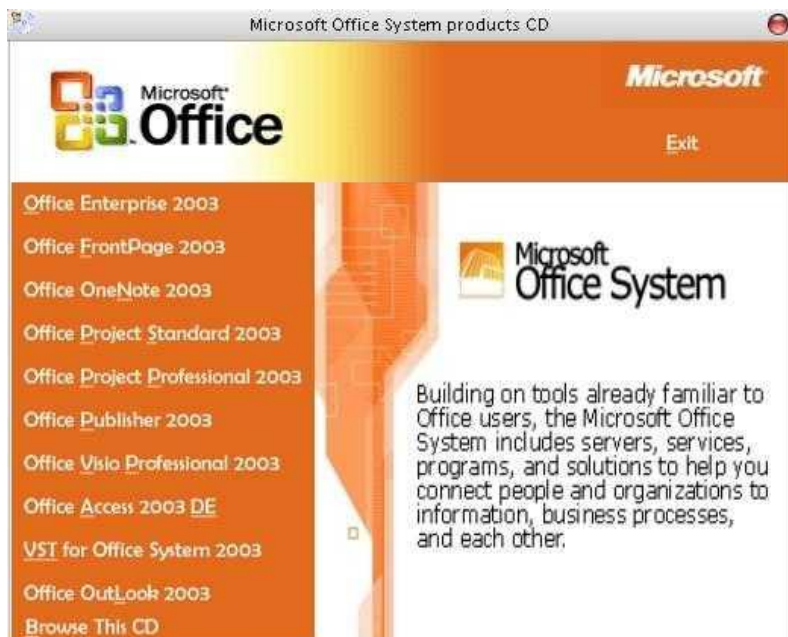 Microsoft Office System products CD
Microsoft
Office
Microsoft
Exit
Office Enterprise 2003
Office FrontPage 2003
Office OneNote 2003
Office Project Standard 2003
Office Project Professional 2003
Office Publisher 2003
Office Visio Professional 2003
Office Access 2003 DE
VST for Office System 2003
Office OutLook 2003
Browse This CD
Microsoft
Office System
Building on tools already familiar to
Office users, the Microsoft Office
System includes servers, services,
programs, and solutions to help you
connect people and organizations to
information, business processes,
and each other.